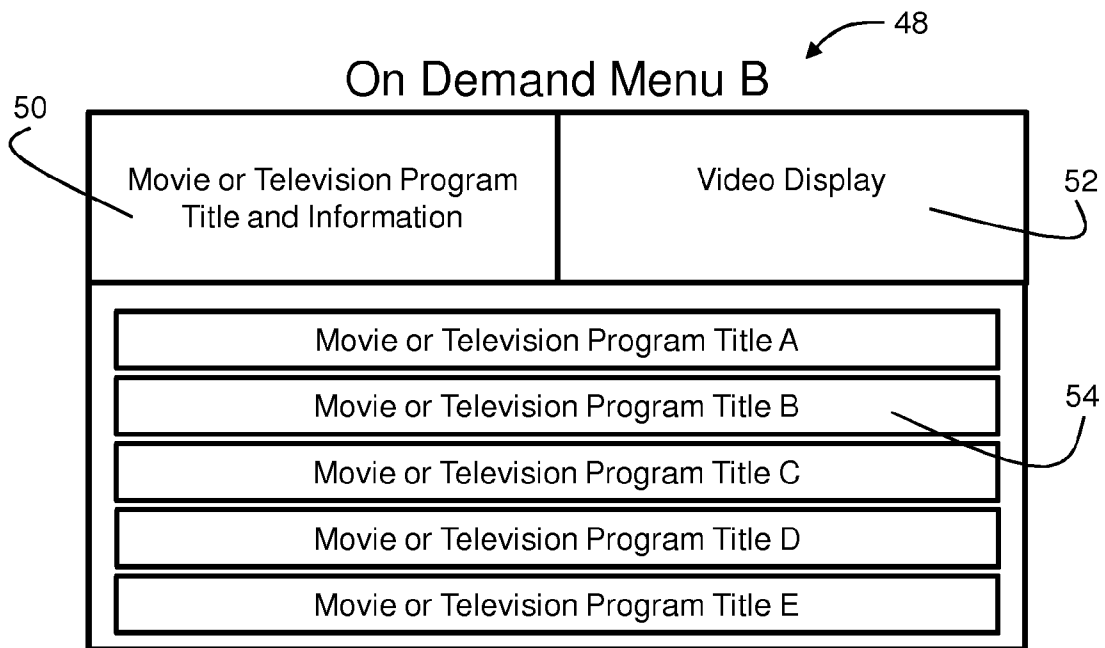 48
On Demand Menu B
50
Movie or Television Program
Title and Information
Video Display
52
Movie or Television Program Title A
Movie or Television Program Title B
54
Movie or Television Program Title C
Movie or Television Program Title D
Movie or Television Program Title E